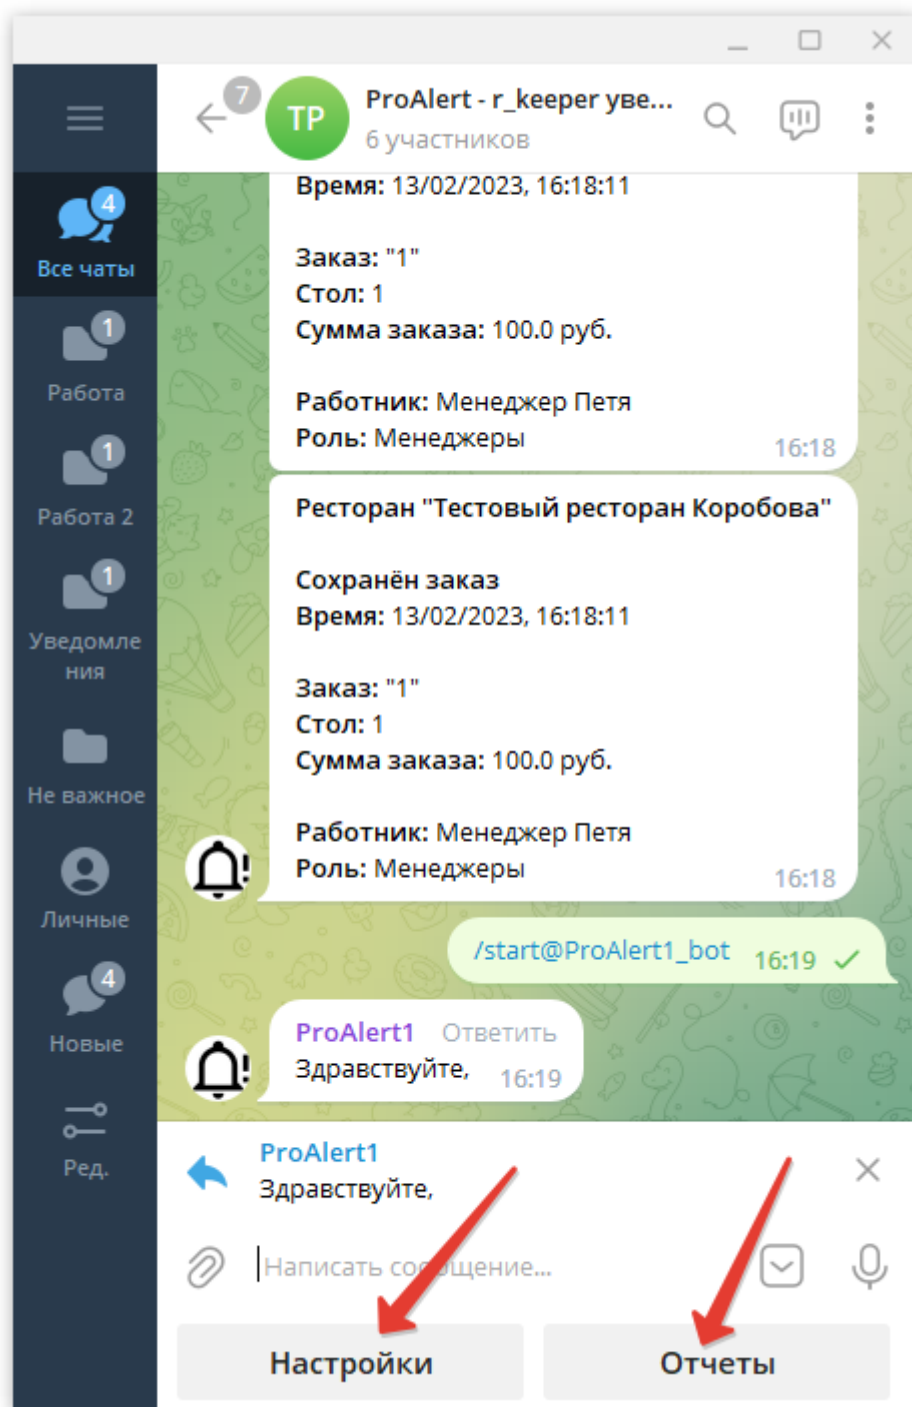 7
TP
ProAlert - r_keeper уве...
6 участников
4
Все чаты
1
Работа
1
Работа 2
1
Уведомле
ния
Не важное
Личные
4
Новые
Ред.
Время: 13/02/2023, 16:18:11
Заказ: "1"
Стол: 1
Сумма заказа: 100.0 руб.
Работник: Менеджер Петя
Роль: Менеджеры
16:18
Ресторан "Тестовый ресторан Коробова"
Сохранён заказ
Время: 13/02/2023, 16:18:11
Заказ: "1"
Стол: 1
Сумма заказа: 100.0 руб.
Работник: Менеджер Петя
Роль: Менеджеры
16:18
/start@ProAlert1_bot 16:19
ProAlert1 Ответить
Здравствуйте, 16:19
ProAlert1
Здравствуйте,
Написать сообщение...
Настройки
Отчеты